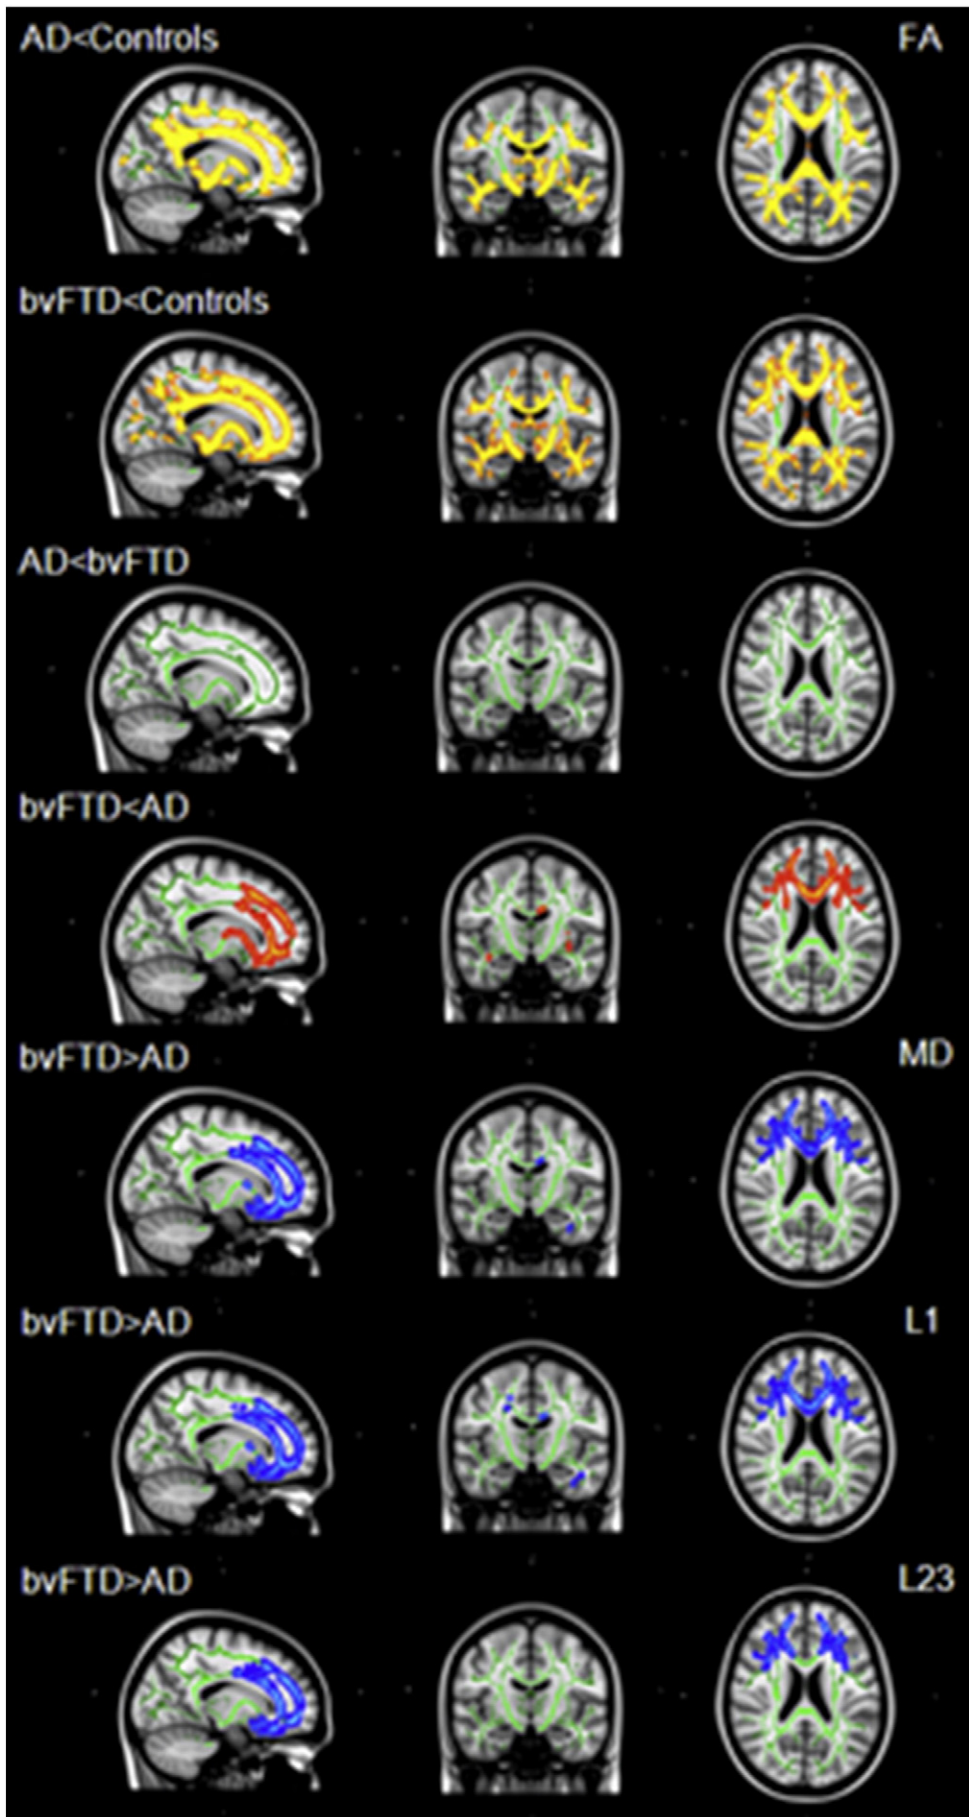 AD<Controls FA
bvFTD<Controls
AD<bvFTD
bvFTD<AD
bvFTD>AD MD
bvFTD>AD L1
bvFTD>AD L23